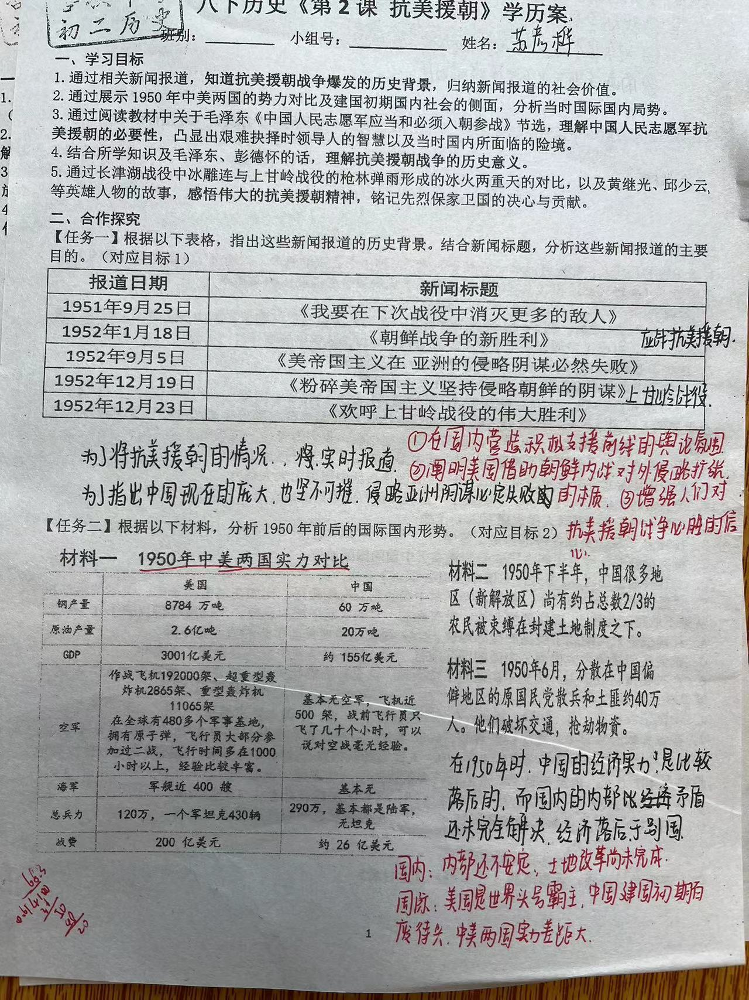 初二历史
八下历史《第2课 抗美援朝》学历案
班别： 小组号： 姓名：苏彦桦
一、学习目标
1.通过相关新闻报道，知道抗美援朝战争爆发的历史背景，归纳新闻报道的社会价值。
2.通过展示1950年中美两国的势力对比及建国初期国内社会的侧面，分析当时国际国内局势。
3.通过阅读教材中关于毛泽东《中国人民志愿军应当和必须入朝参战》节选，理解中国人民志愿军抗
美援朝的必要性，凸显出艰难抉择时领导人的智慧以及当时国内所面临的险境。
4.结合所学知识及毛泽东、彭德怀的话，理解抗美援朝战争的历史意义。
5.通过长津湖战役中冰雕连与上甘岭战役的枪林弹雨形成的冰火两重天的对比，以及黄继光、邱少云
等英雄人物的故事，感悟伟大的抗美援朝精神，铭记先烈保家卫国的决心与贡献。
二、合作探究
【任务一】根据以下表格，指出这些新闻报道的历史背景。结合新闻标题，分析这些新闻报道的主要
目的。（对应目标1）
报道日期 新闻标题
1951年9月25日 《我要在下次战役中消灭更多的敌人》
1952年1月18日 《朝鲜战争的新胜利》 应战抗美援朝.
1952年9月5日 《美帝国主义在 亚洲的侵略阴谋必然失败》
1952年12月19日 《粉碎美帝国主义坚持侵略朝鲜的阴谋》 上甘岭战役.
1952年12月23日 《欢呼上甘岭战役的伟大胜利》
①在国内营造积极支援前线的舆论氛围
为了将抗美援朝的情况.，将实时报道.
②阐明美国借助朝鲜内战对外侵略扩张
为了指出中国现在的庞大，也坚不可摧，侵略亚洲阴谋必定失败
的本质. ③增强人们对
抗美援朝战争必胜的信
心.
【任务二】根据以下材料，分析1950年前后的国际国内形势。（对应目标2）
材料一 1950年中美两国实力对比
美国 中国
钢产量 8784 万吨 60 万吨
原油产量 2.6亿吨 20万吨
GDP 3001亿美元 约 155亿美元
空军
作战飞机192000架、超重型轰
炸机2865架、重型轰炸机
11065架
在全球有480多个军事基地，
拥有原子弹，飞行员大部分参
加过二战，飞行时间多在1000
小时以上，经验比较丰富。
基本无空军，飞机近
500 架，战前飞行员只
飞了几十个小时，可以
说对空战毫无经验。
海军 军舰近 400 艘 基本无
总兵力 120万，一个军坦克430辆 290万，基本都是陆军，
无坦克
战费 200 亿美元 约 26 亿美元
材料二 1950年下半年，中国很多地
区（新解放区）尚有约占总数2/3的
农民被束缚在封建土地制度之下。
材料三 1950年6月，分散在中国偏
僻地区的原国民党散兵和土匪约40万
人。他们破坏交通，抢劫物资。
在1950年时，中国的经济实力是比较
落后的，而国内的内部矛盾
还未完全解决，经济落后于别国.
国内：内部还不安定，土地改革尚未完成.
国际：美国是世界头号霸主，中国建国初期百
废待兴，中美两国实力差距大.
1